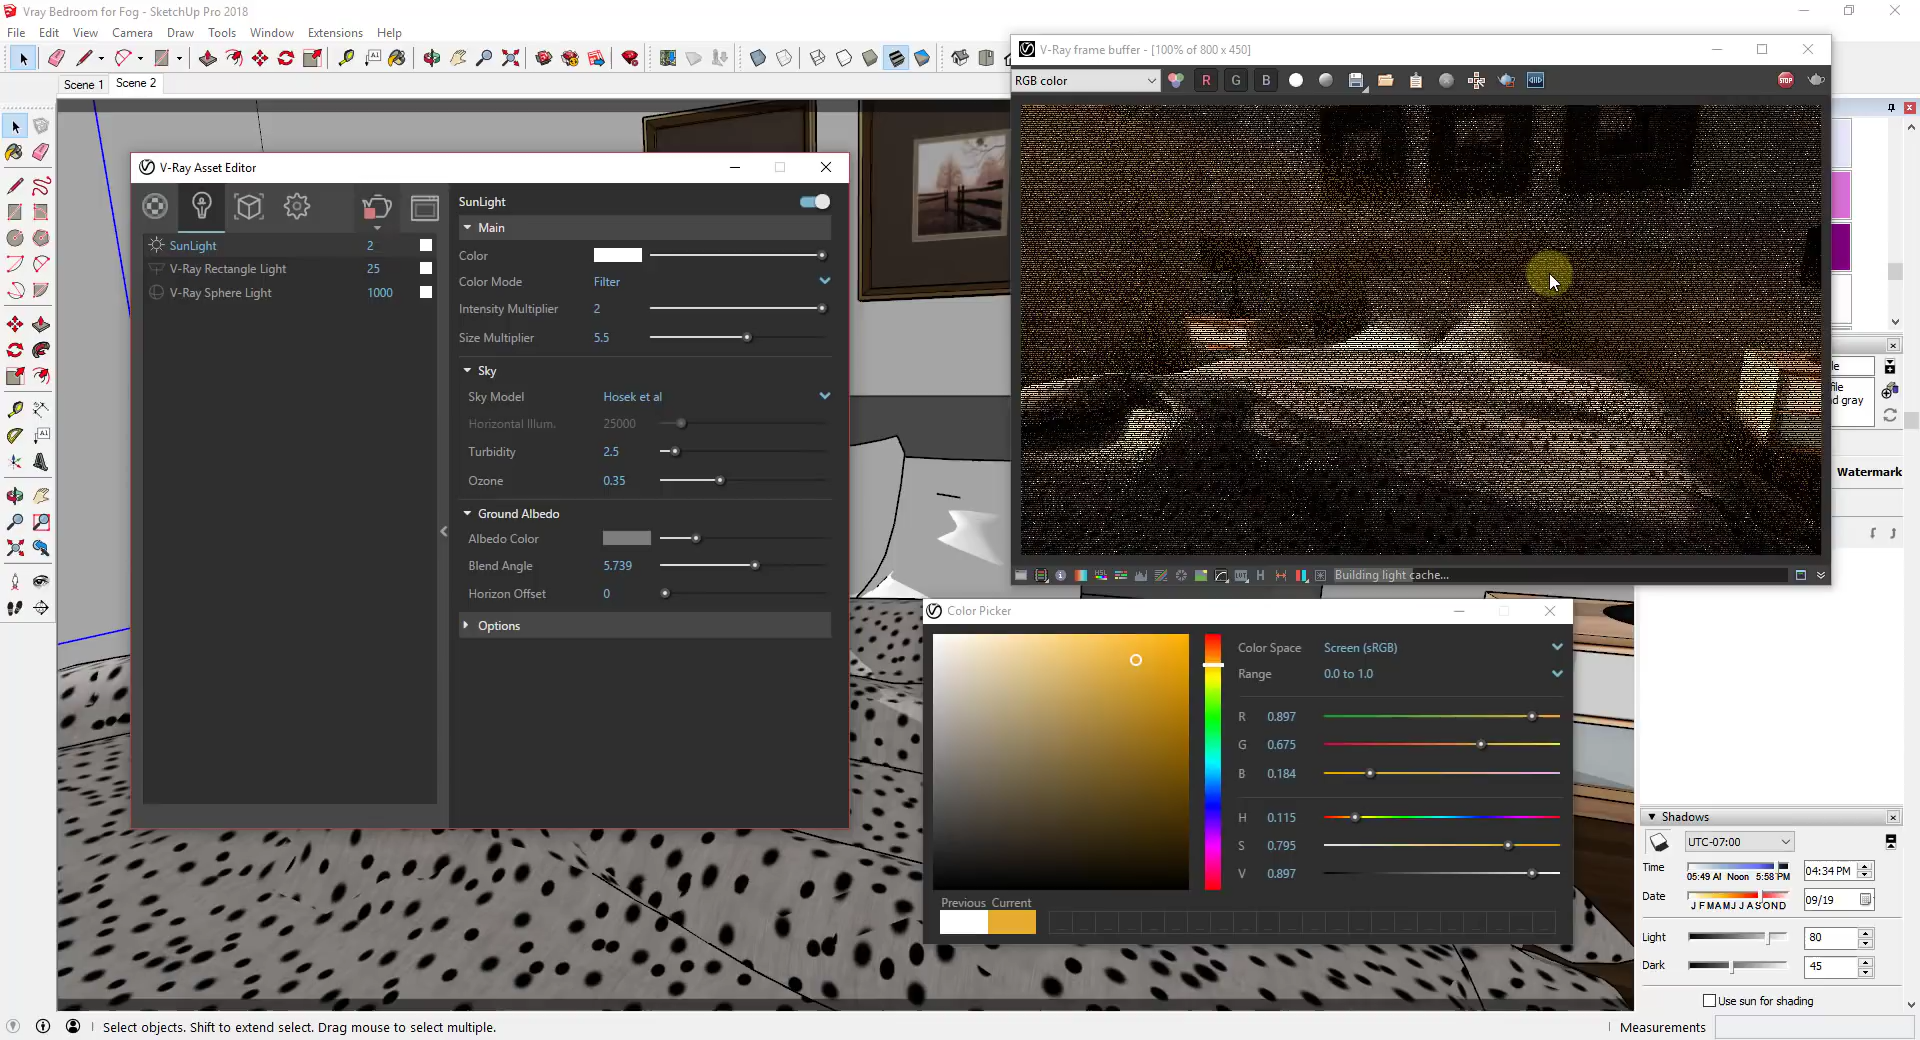 Vray Bedroom for Fog - SketchUp Pro 2018
File Edit View Camera Draw Tools Window Extensions Help
Scene 1 Scene 2
V-Ray Asset Editor
SunLight 2
V-Ray Rectangle Light 25
V-Ray Sphere Light 1000
SunLight
Main
Color
Color Mode Filter
Intensity Multiplier 2
Size Multiplier 5.5
Sky
Sky Model Hosek et al
Horizontal Illum. 25000
Turbidity 2.5
Ozone 0.35
Ground Albedo
Albedo Color
Blend Angle 5.739
Horizon Offset 0
Options
V-Ray frame buffer - [100% of 800 x 450]
RGB color R G B STOP
HSL H
Building light cache...
Color Picker
Color Space Screen (sRGB)
Range 0.0 to 1.0
R 0.897
G 0.675
B 0.184
H 0.115
S 0.795
V 0.897
Previous Current
le
file
nd gray
Watermark
Shadows
UTC-07:00
Time 05:49 AM Noon 5:58 PM 04:34 PM
Date J F M A M J J A S O N D 09/19
Light 80
Dark 45
Use sun for shading
Select objects. Shift to extend select. Drag mouse to select multiple.
Measurements